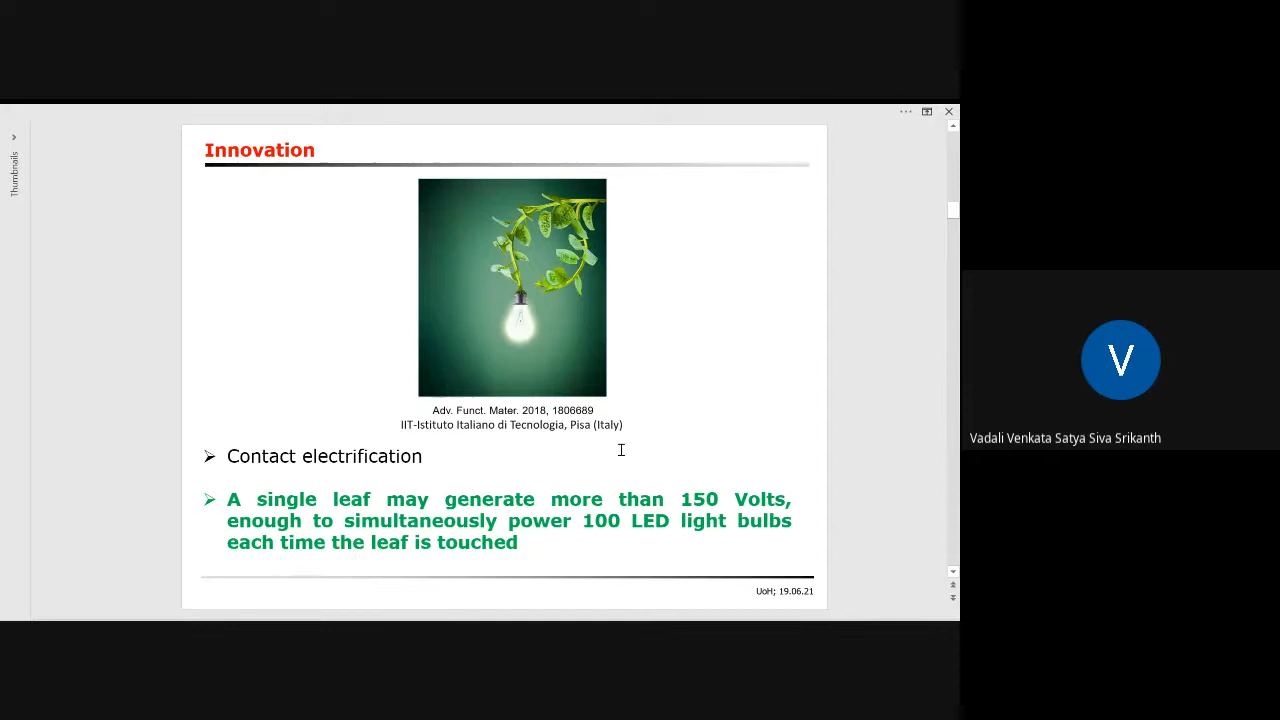 Thumbnails
Innovation
Adv. Funct. Mater. 2018, 1806689
IIT-Istituto Italiano di Tecnologia, Pisa (Italy)
Contact electrification
A single leaf may generate more than 150 Volts,
enough to simultaneously power 100 LED light bulbs
each time the leaf is touched
UoH; 19.06.21
V
Vadali Venkata Satya Siva Srikanth